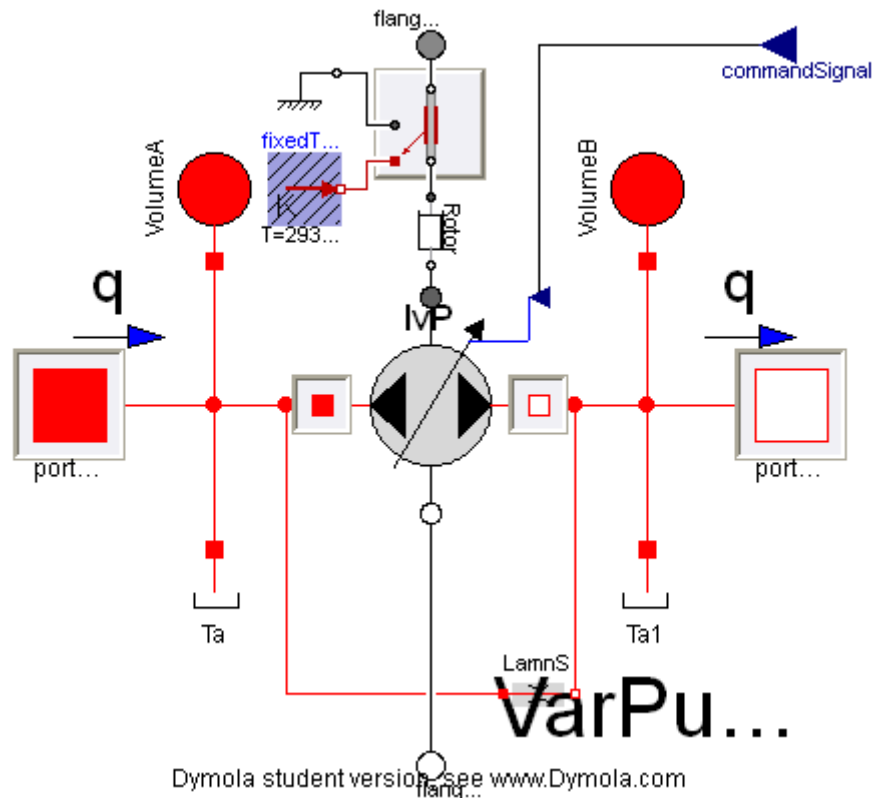 flang...
commandSignal
fixedT...
VolumeA
VolumeB
K
T=293...
Rotor
q
q
IvP
port...
port...
Ta
Ta1
LamnS
VarPu...
Dymola student version, see www.Dymola.com
flang...